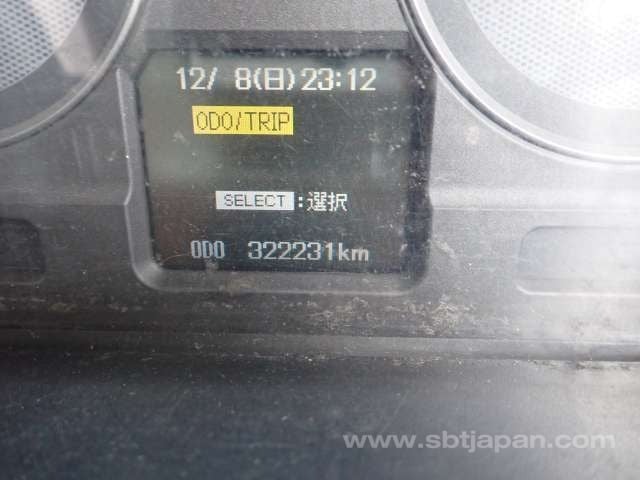 12/ 8(日)23:12
ODO/TRIP
SELECT :選択
ODO 322231km
www.sbtjapan.com